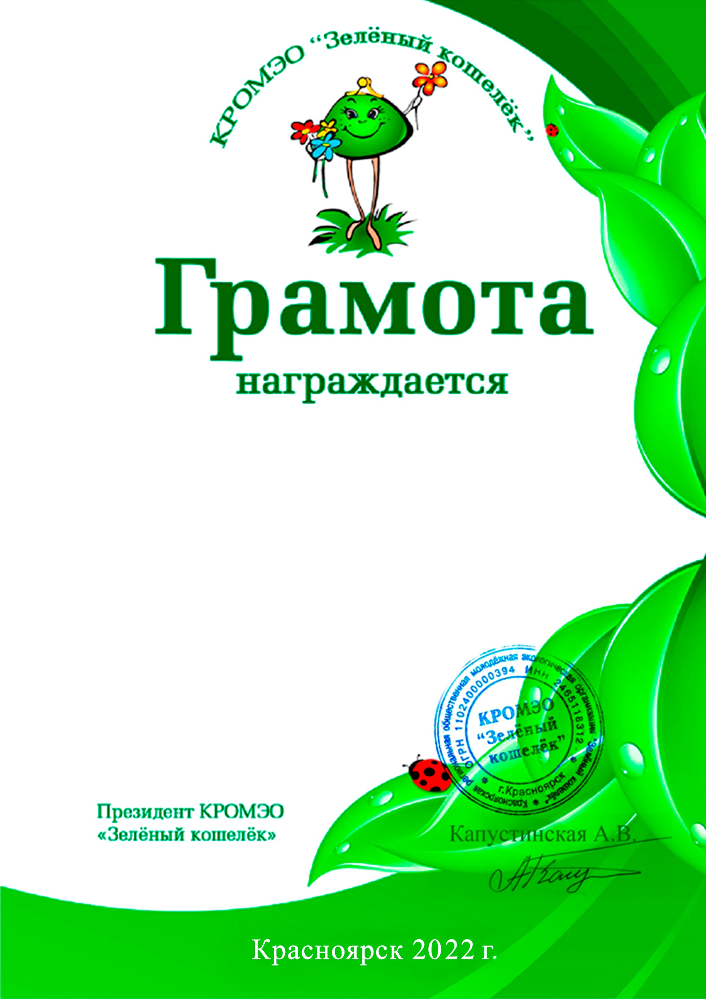 КРОМЭО “Зелёный кошелёк”
Грамота
награждается
Красноярская региональная общественная молодёжная экологическая организация "Зелёный кошелёк"
ОГРН 1102400000394 ИНН 2465118312
г.Красноярск
КРОМЭО
“Зелёный
кошелёк”
Президент КРОМЭО
«Зелёный кошелёк»
Капустинская А.В.
Красноярск 2022 г.